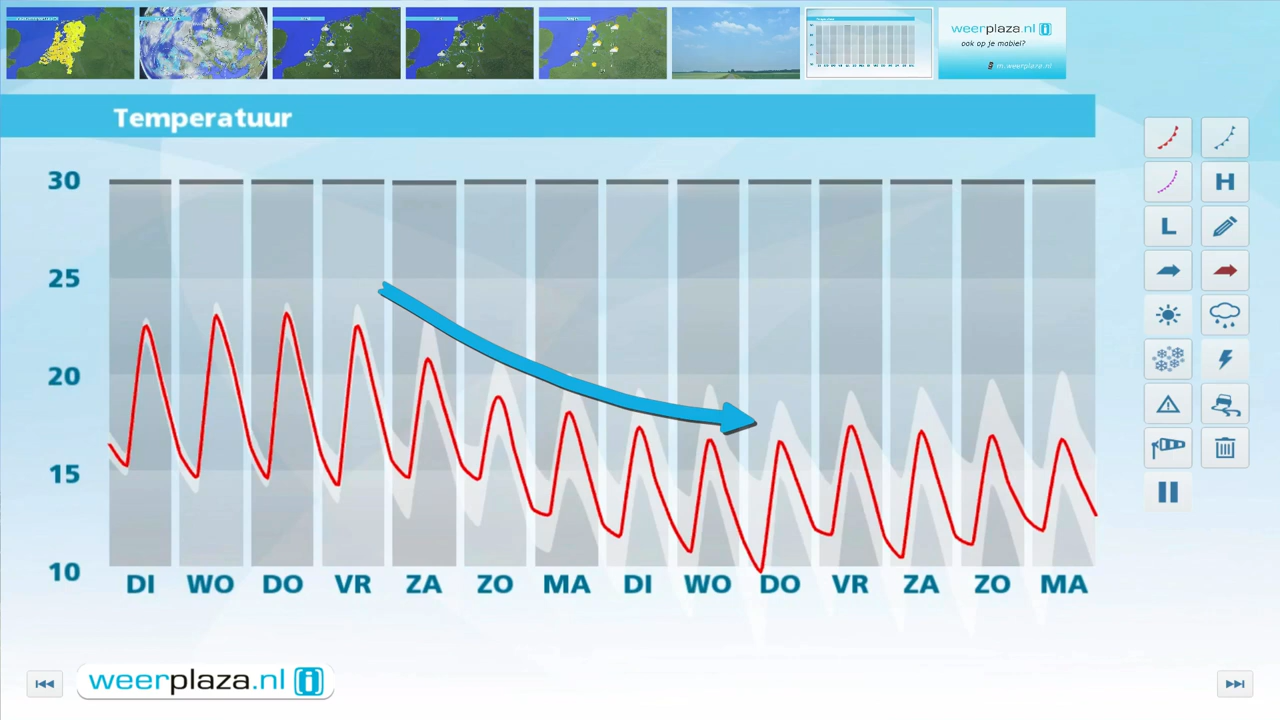 weerplaza.nl
ook op je mobiel?
m.weerplaza.nl
Temperatuur
30
25
20
15
10
H
L
DI WO DO VR ZA ZO MA DI WO DO VR ZA ZO MA
weerplaza.nl